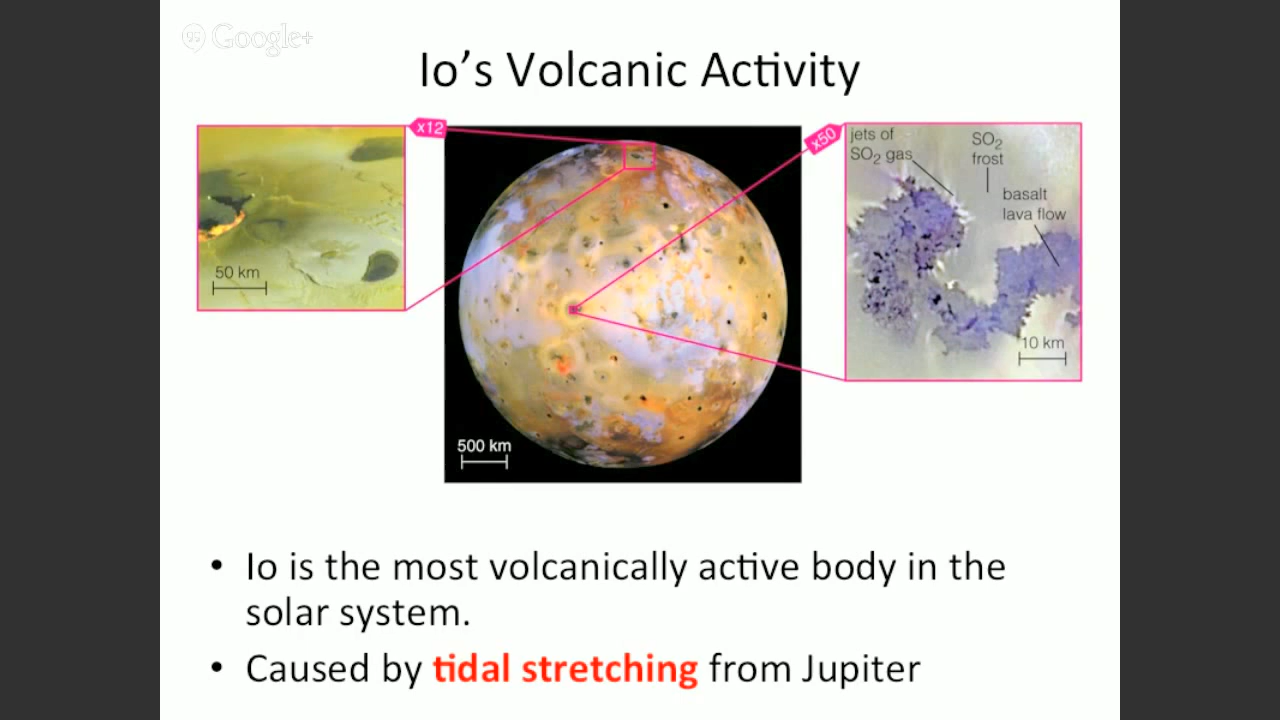 Google+
Io's Volcanic Activity
x12
50 km
500 km
x50
jets of
SO₂ gas
SO₂
frost
basalt
lava flow
10 km
• Io is the most volcanically active body in the
solar system.
• Caused by tidal stretching from Jupiter